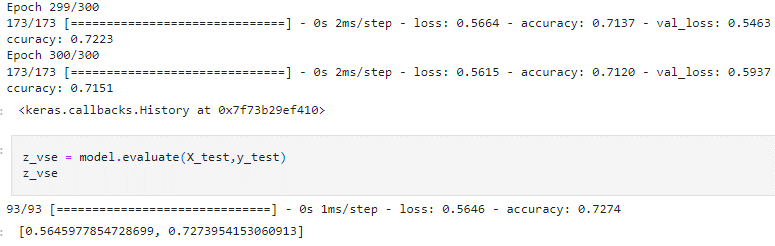 Epoch 299/300
173/173 [==============================] - 0s 2ms/step - loss: 0.5664 - accuracy: 0.7137 - val_loss: 0.5463
ccuracy: 0.7223
Epoch 300/300
173/173 [==============================] - 0s 2ms/step - loss: 0.5615 - accuracy: 0.7120 - val_loss: 0.5937
ccuracy: 0.7151
<keras.callbacks.History at 0x7f73b29ef410>
z_vse = model.evaluate(X_test,y_test)
z_vse
93/93 [==============================] - 0s 1ms/step - loss: 0.5646 - accuracy: 0.7274
[0.5645977854728699, 0.7273954153060913]